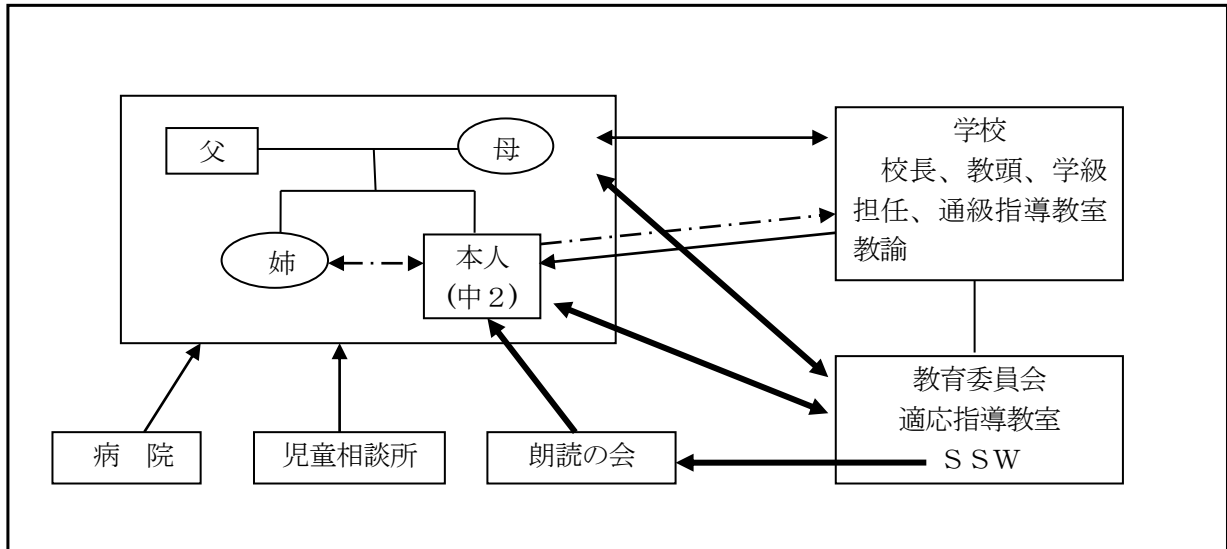 父
母
姉
本人
(中２)
学校
校長、教頭、学級
担任、通級指導教室
教諭
教育委員会
適応指導教室
ＳＳＷ
病　院
児童相談所
朗読の会